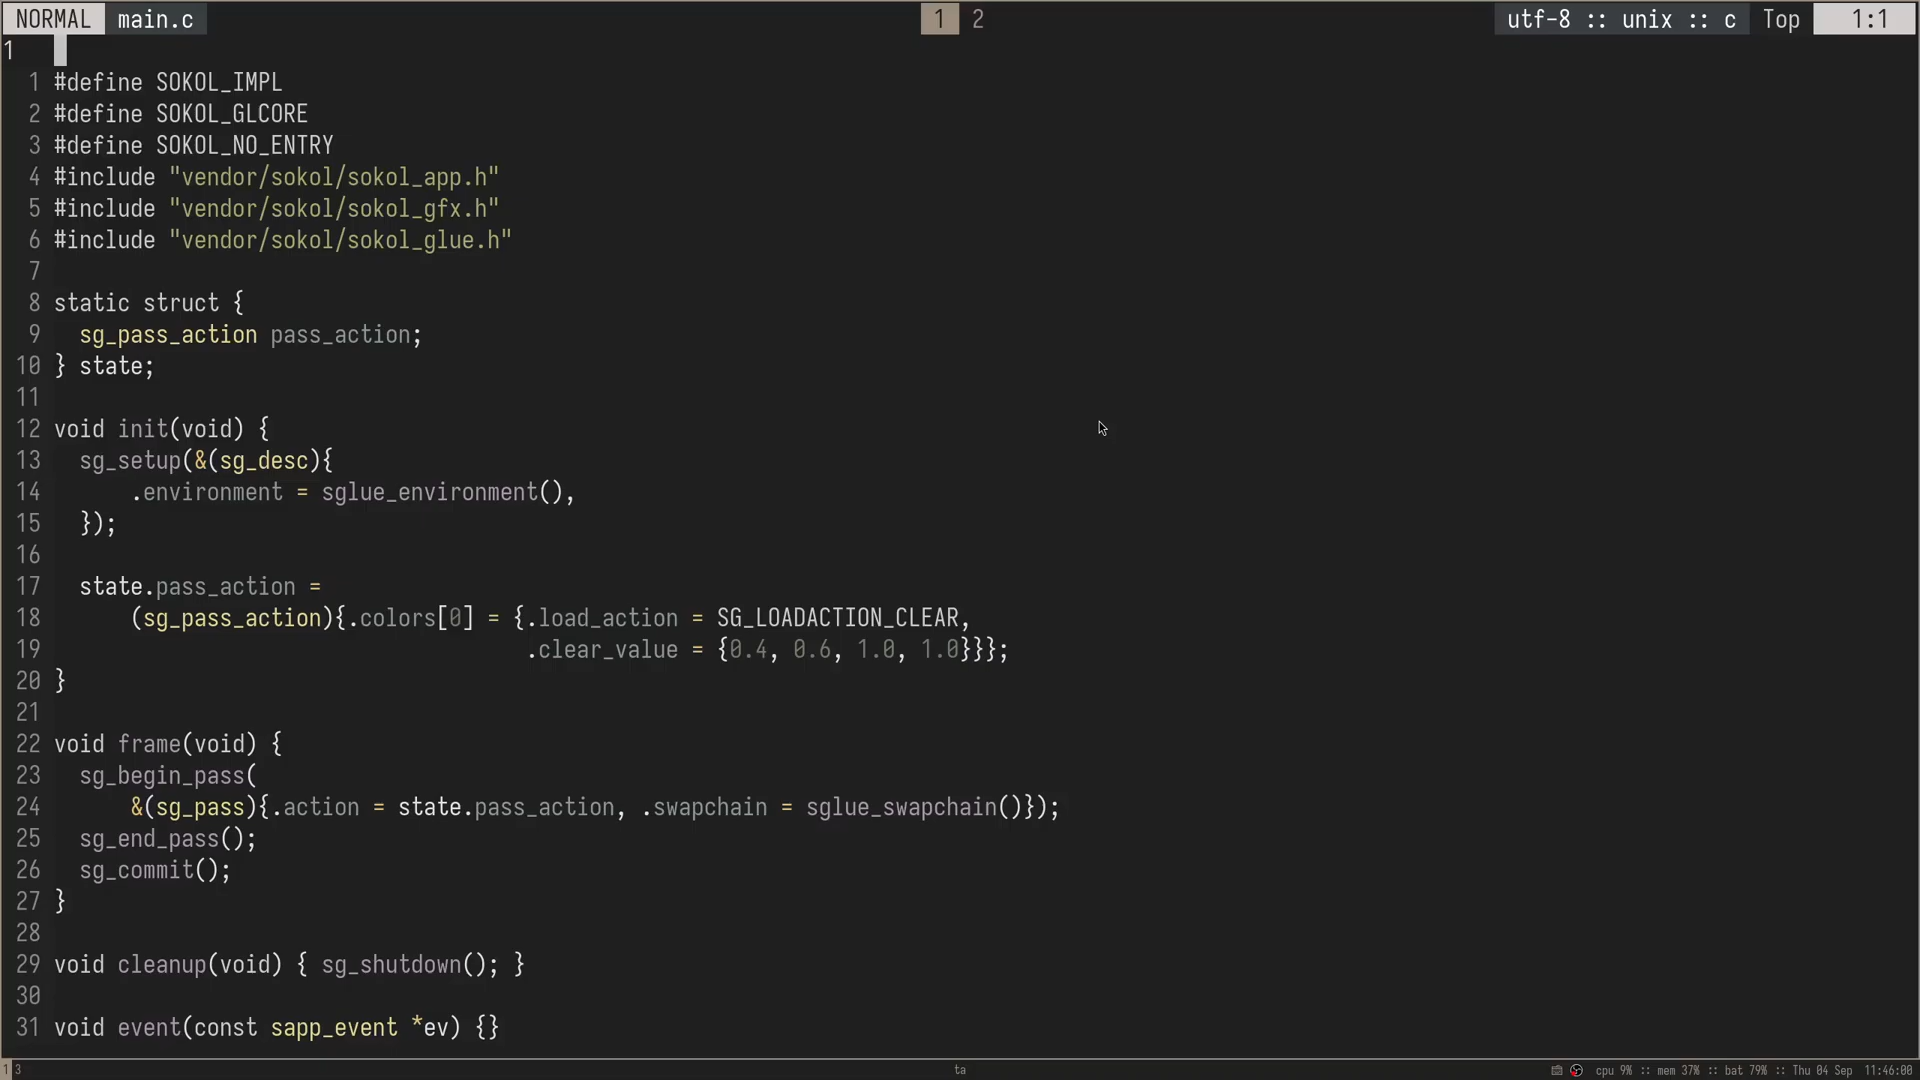 NORMAL main.c 1 2 utf-8 :: unix :: c Top 1:1
1
1 #define SOKOL_IMPL
2 #define SOKOL_GLCORE
3 #define SOKOL_NO_ENTRY
4 #include "vendor/sokol/sokol_app.h"
5 #include "vendor/sokol/sokol_gfx.h"
6 #include "vendor/sokol/sokol_glue.h"
7
8 static struct {
9   sg_pass_action pass_action;
10 } state;
11
12 void init(void) {
13   sg_setup(&(sg_desc){
14       .environment = sglue_environment(),
15   });
16
17   state.pass_action =
18       (sg_pass_action){.colors[0] = {.load_action = SG_LOADACTION_CLEAR,
19                                      .clear_value = {0.4, 0.6, 1.0, 1.0}}};
20 }
21
22 void frame(void) {
23   sg_begin_pass(
24       &(sg_pass){.action = state.pass_action, .swapchain = sglue_swapchain()});
25   sg_end_pass();
26   sg_commit();
27 }
28
29 void cleanup(void) { sg_shutdown(); }
30
31 void event(const sapp_event *ev) {}
1 3 ta cpu 9% :: mem 37% :: bat 79% :: Thu 04 Sep 11:46:00